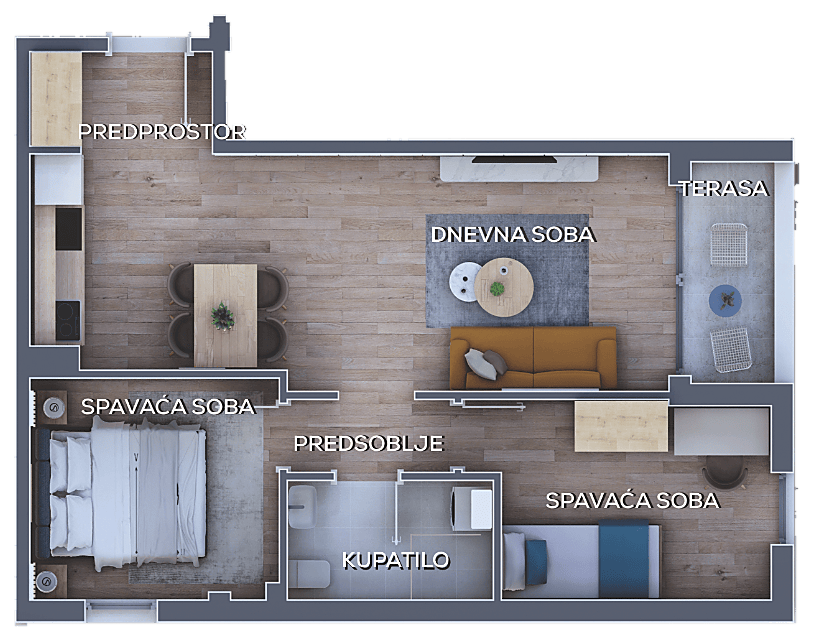 PREDPROSTOR
TERASA
DNEVNA SOBA
SPAVAĆA SOBA
PREDSOBLJE
SPAVAĆA SOBA
KUPATILO